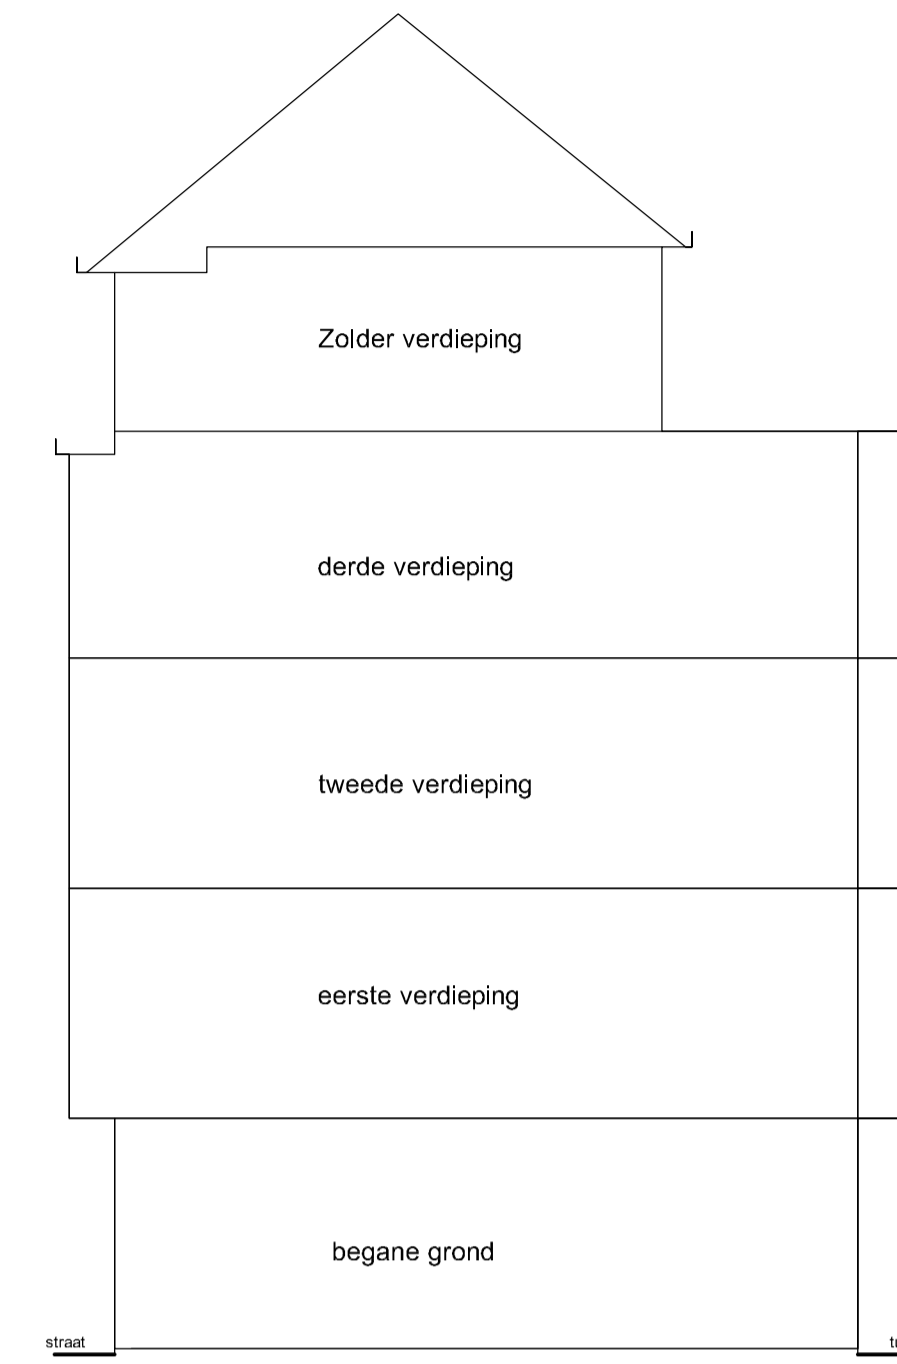 Zolder verdieping
derde verdieping
tweede verdieping
eerste verdieping
begane grond
straat